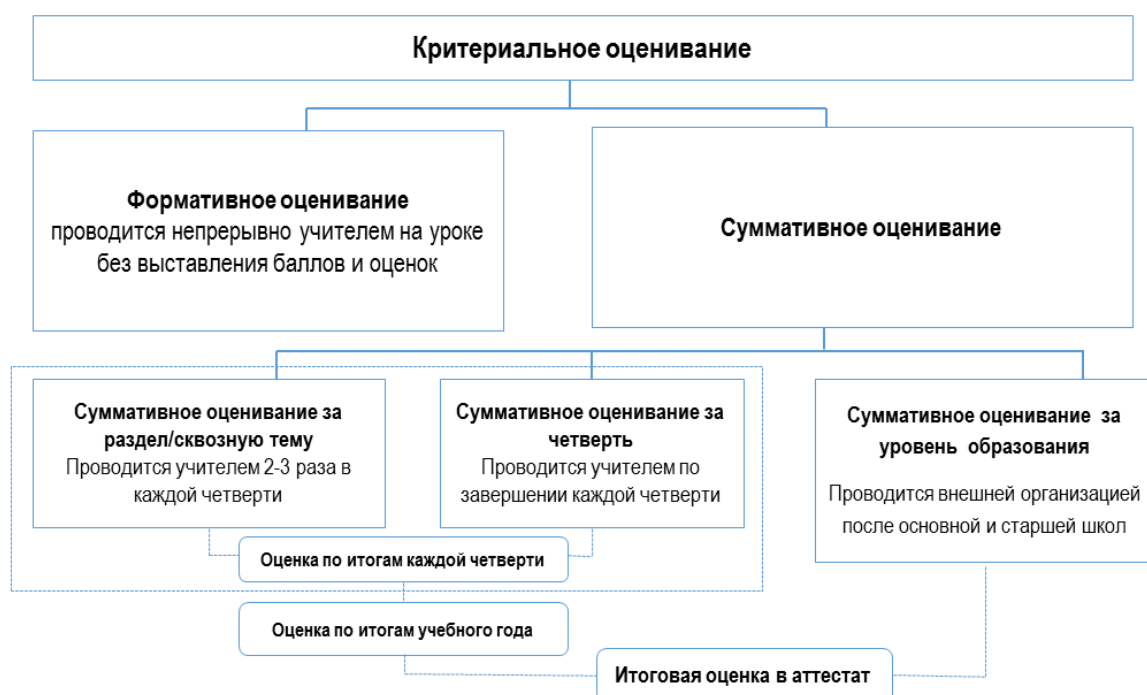 Критериальное оценивание
Формативное оценивание
проводится непрерывно учителем на уроке
без выставления баллов и оценок
Суммативное оценивание
Суммативное оценивание за
раздел/сквозную тему
Проводится учителем 2-3 раза в
каждой четверти
Суммативное оценивание за
четверть
Проводится учителем по
завершении каждой четверти
Суммативное оценивание за
уровень образования
Проводится внешней организацией
после основной и старшей школ
Оценка по итогам каждой четверти
Оценка по итогам учебного года
Итоговая оценка в аттестат